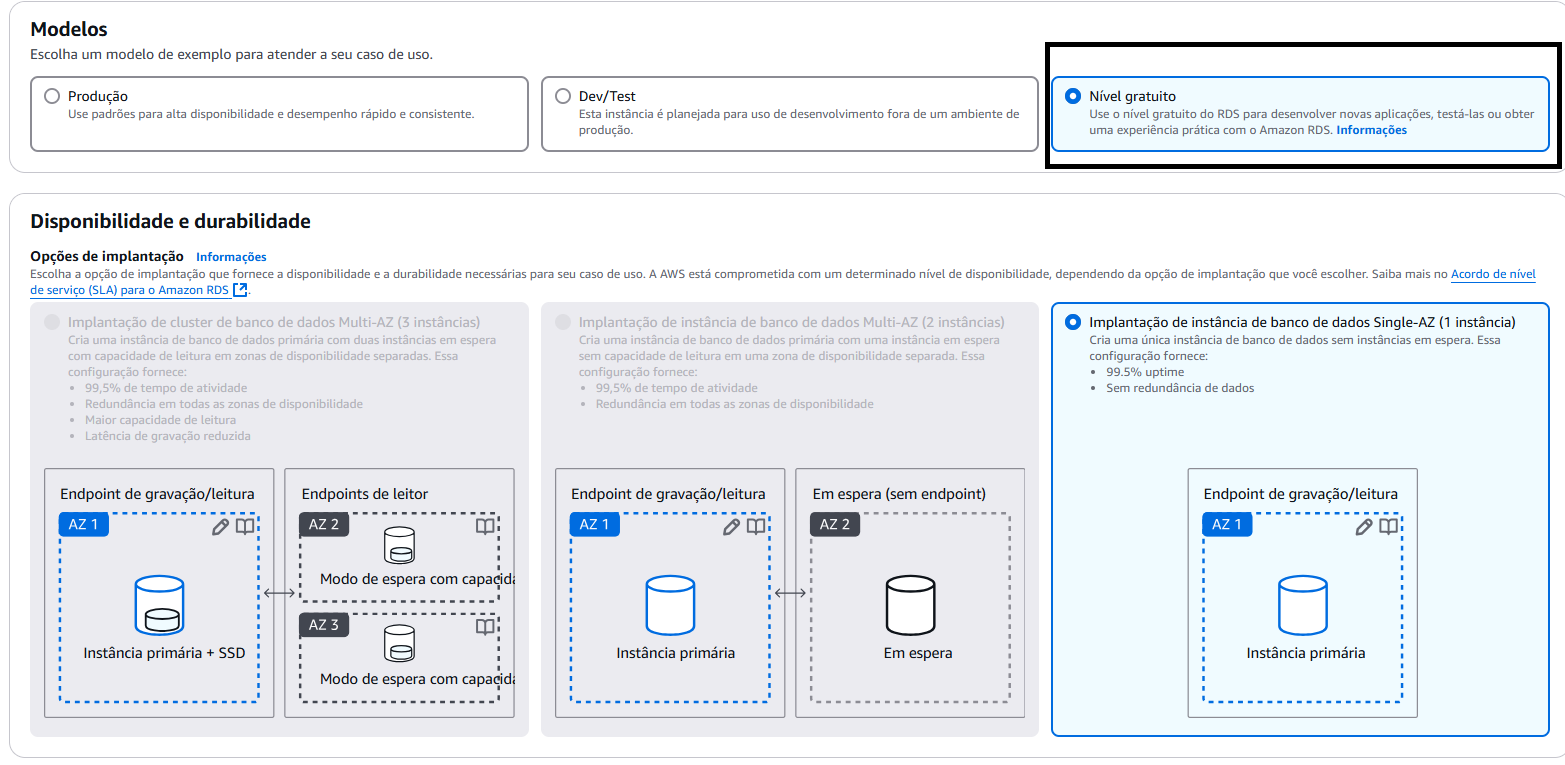 Modelos
Escolha um modelo de exemplo para atender a seu caso de uso.
Produção
Use padrões para alta disponibilidade e desempenho rápido e consistente.
Dev/Test
Esta instância é planejada para uso de desenvolvimento fora de um ambiente de
produção.
Nível gratuito
Use o nível gratuito do RDS para desenvolver novas aplicações, testá-las ou obter
uma experiência prática com o Amazon RDS. Informações
Disponibilidade e durabilidade
Opções de implantação Informações
Escolha a opção de implantação que fornece a disponibilidade e a durabilidade necessárias para seu caso de uso. A AWS está comprometida com um determinado nível de disponibilidade, dependendo da opção de implantação que você escolher. Saiba mais no Acordo de nível
de serviço (SLA) para o Amazon RDS.
Implantação de cluster de banco de dados Multi-AZ (3 instâncias)
Cria uma instância de banco de dados primária com duas instâncias em espera
com capacidade de leitura em zonas de disponibilidade separadas. Essa
configuração fornece:
• 99,5% de tempo de atividade
• Redundância em todas as zonas de disponibilidade
• Maior capacidade de leitura
• Latência de gravação reduzida
Endpoint de gravação/leitura
AZ 1
Instância primária + SSD
Endpoints de leitor
AZ 2
Modo de espera com capacida
AZ 3
Modo de espera com capacida
Implantação de instância de banco de dados Multi-AZ (2 instâncias)
Cria uma instância de banco de dados primária com uma instância em espera
sem capacidade de leitura em uma zona de disponibilidade separada. Essa
configuração fornece:
• 99,5% de tempo de atividade
• Redundância em todas as zonas de disponibilidade
Endpoint de gravação/leitura
AZ 1
Instância primária
Em espera (sem endpoint)
AZ 2
Em espera
Implantação de instância de banco de dados Single-AZ (1 instância)
Cria uma única instância de banco de dados sem instâncias em espera. Essa
configuração fornece:
• 99.5% uptime
• Sem redundância de dados
Endpoint de gravação/leitura
AZ 1
Instância primária